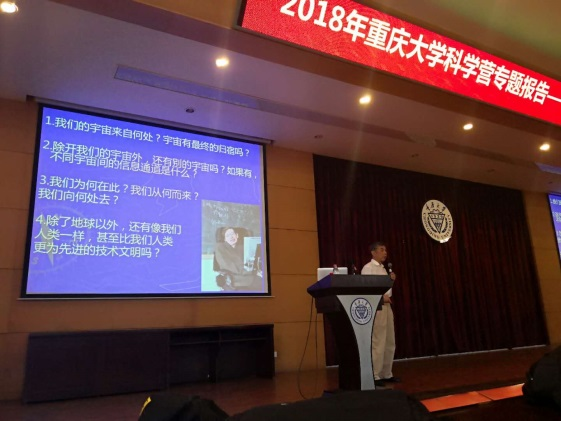 2018年重庆大学科学营专题报告—
1.我们的宇宙来自何处？宇宙有最终的归宿吗？
2.除开我们的宇宙外，还有别的宇宙吗？如果有，
不同宇宙间的信息通道是什么？
3.我们为何在此？我们从何而来？
我们向何处去？
4.除了地球以外，还有像我们
人类一样，甚至比我们人类
更为先进的技术文明吗？